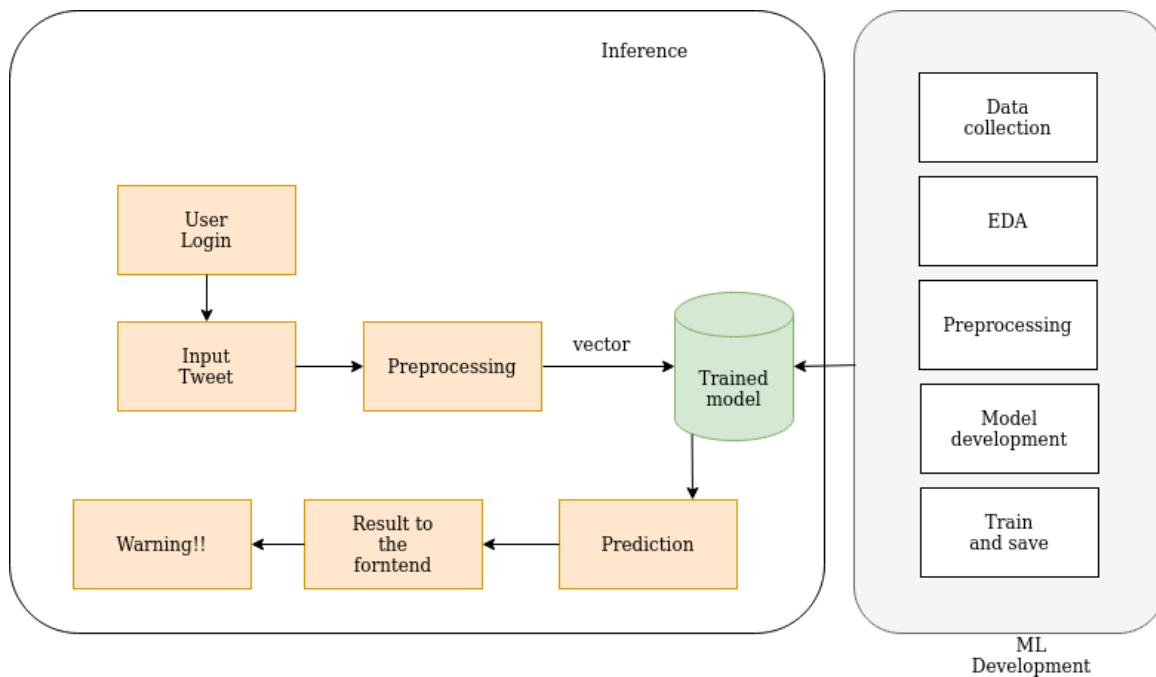 Inference
User
Login
Input
Tweet
Preprocessing
vector
Trained
model
Prediction
Result to
the
forntend
Warning!!
Data
collection
EDA
Preprocessing
Model
development
Train
and save
ML
Development